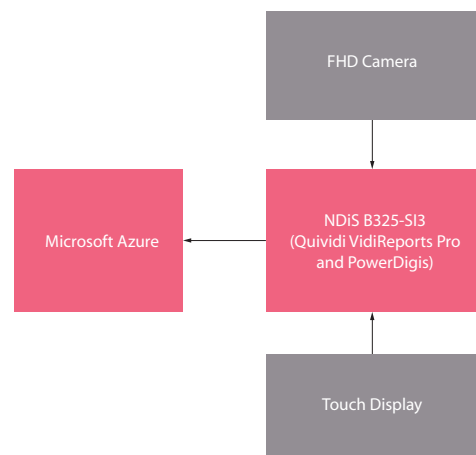 FHD Camera
Microsoft Azure
NDiS B325-SI3
(Quividi VidiReports Pro
and PowerDigis)
Touch Display